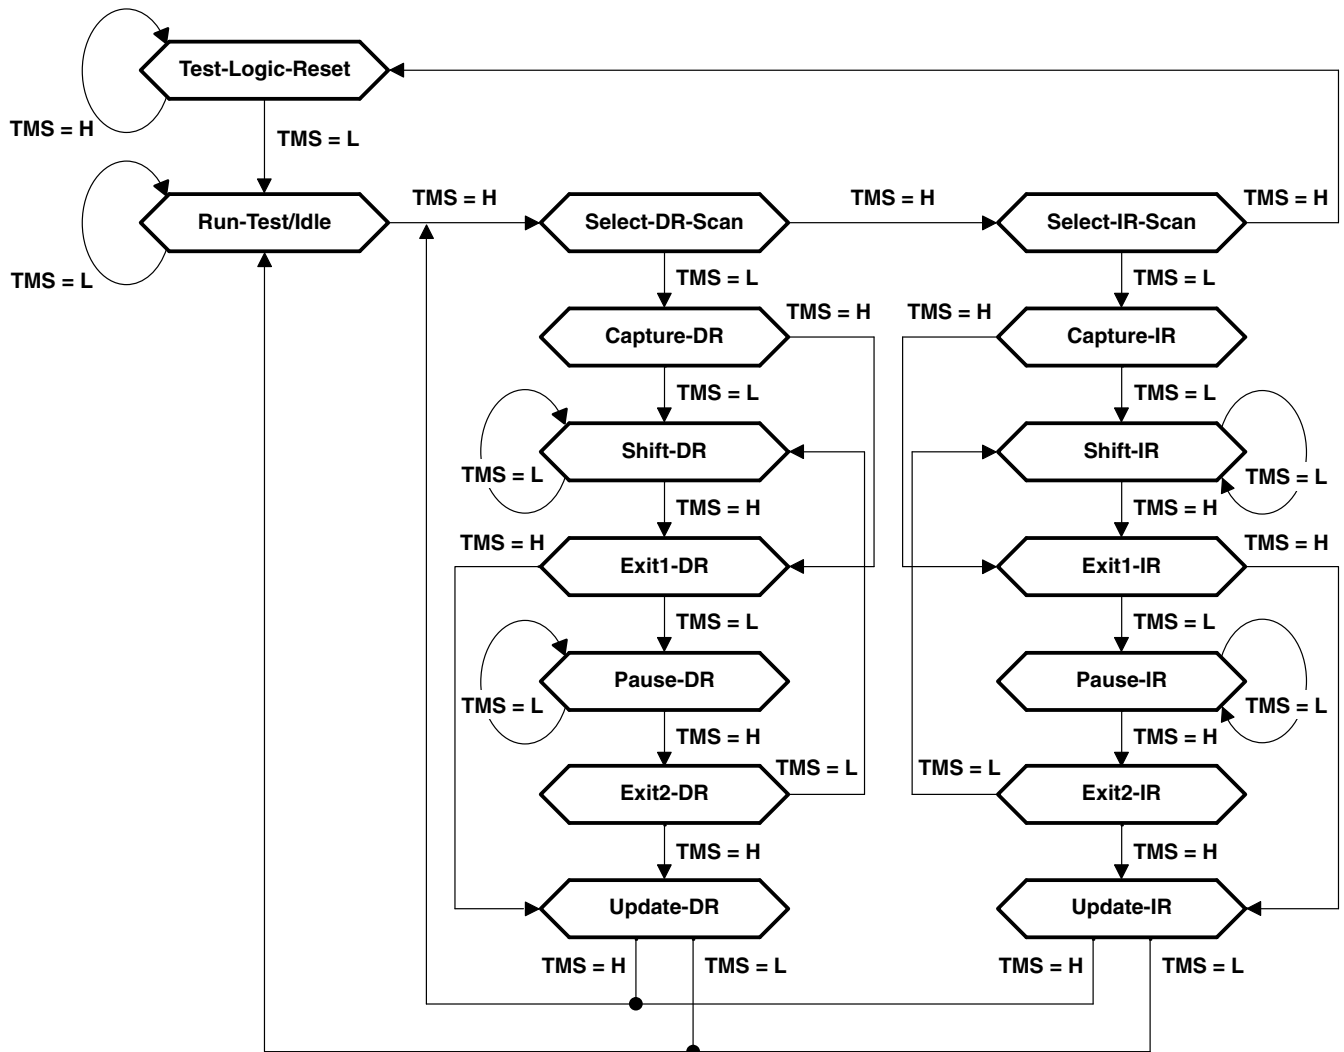 Test-Logic-Reset
TMS = H
TMS = L
TMS = H
TMS = H
TMS = H
Run-Test/Idle
Select-DR-Scan
Select-IR-Scan
TMS = L
TMS = L
TMS = L
TMS = H
TMS = H
Capture-DR
Capture-IR
TMS = L
TMS = L
Shift-DR
Shift-IR
TMS = L
TMS = L
TMS = H
TMS = H
TMS = H
TMS = H
Exit1-DR
Exit1-IR
TMS = L
TMS = L
Pause-DR
Pause-IR
TMS = L
TMS = L
TMS = H
TMS = H
TMS = L
TMS = L
Exit2-DR
Exit2-IR
TMS = H
TMS = H
Update-DR
Update-IR
TMS = H
TMS = L
TMS = H
TMS = L